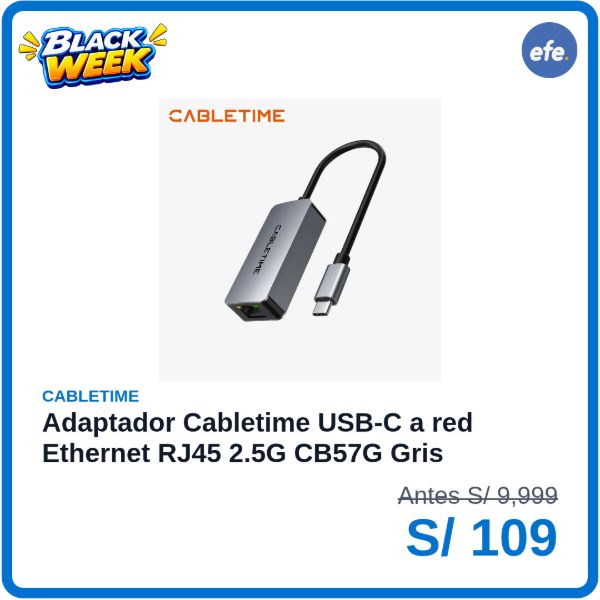 BLACK
WEEK
efe.
CABLETIME
CABLETIME
CABLETIME
Adaptador Cabletime USB-C a red
Ethernet RJ45 2.5G CB57G Gris
Antes S/ 9,999
S/ 109